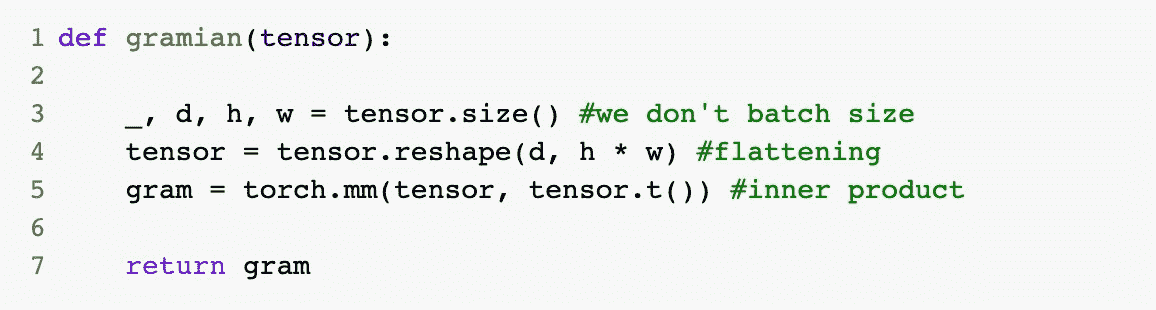 1 def gramian(tensor):
2
3     _, d, h, w = tensor.size() #we don't batch size
4     tensor = tensor.reshape(d, h * w) #flattening
5     gram = torch.mm(tensor, tensor.t()) #inner product
6
7     return gram